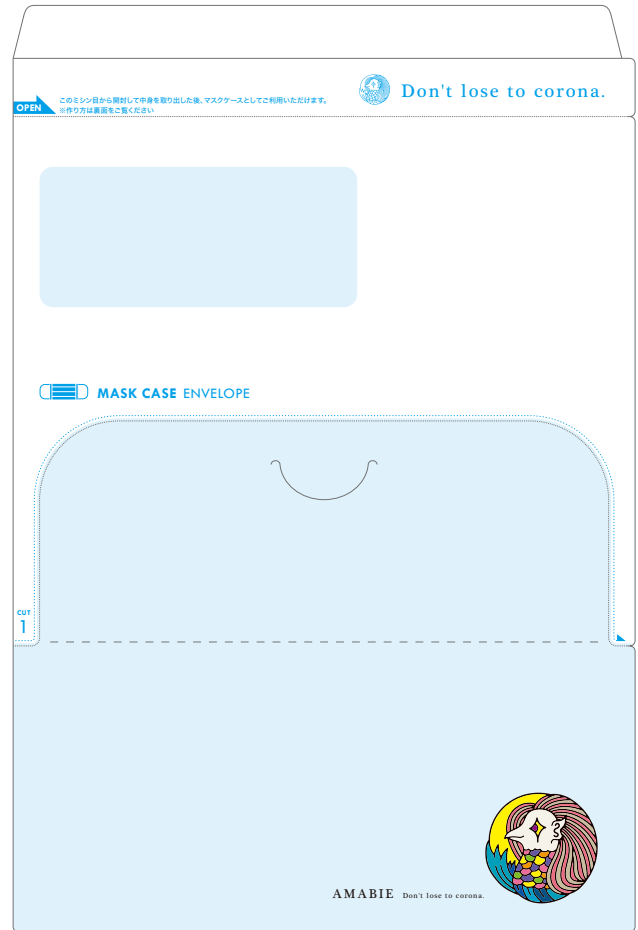 Don't lose to corona.
OPEN
このミシン目から開封して中身を取り出した後、マスクケースとしてご利用いただけます。
※作り方は裏面をご覧ください
MASK CASE ENVELOPE
CUT
1
AMABIE Don't lose to corona.